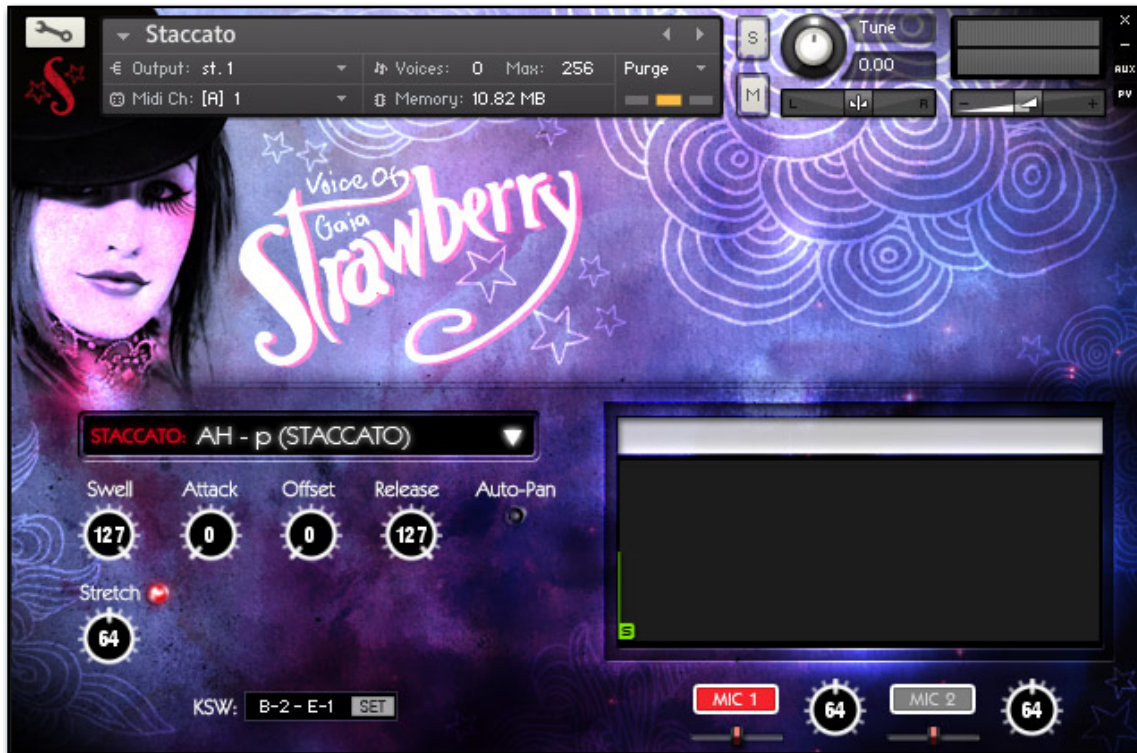 Staccato
S
Tune
X
Output: st.1
Voices: 0 Max: 256
Purge
0.00
-
AUX
Midi Ch: [A] 1
Memory: 10.82 MB
M
L
R
-
+
PV
Voice Of
Gaia
Strawberry
STACCATO: AH - p (STACCATO)
Swell
Attack
Offset
Release
Auto-Pan
127
0
0
127
Stretch
64
S
KSW: B-2 - E-1 SET
MIC 1
64
MIC 2
64